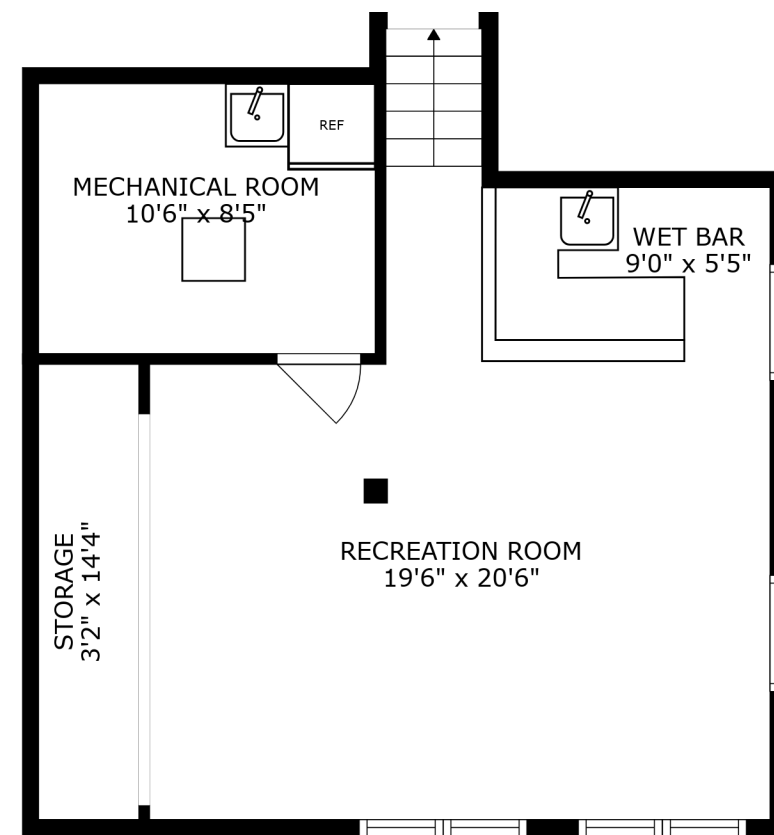 REF
MECHANICAL ROOM
10'6" x 8'5"
WET BAR
9'0" x 5'5"
RECREATION ROOM
19'6" x 20'6"
STORAGE
3'2" x 14'4"